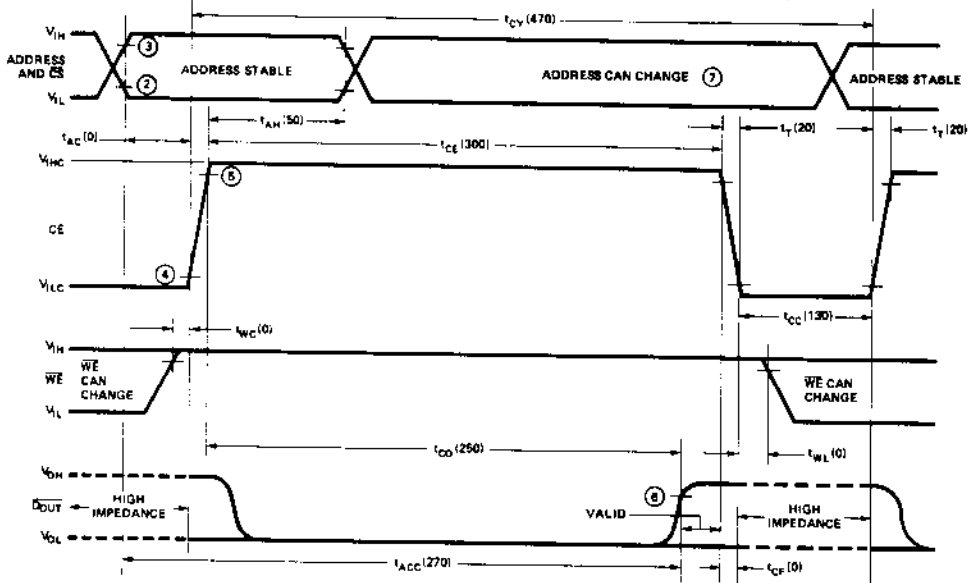 tCY(470)
VIH
ADDRESS AND CS
VIL
③
②
ADDRESS STABLE
ADDRESS CAN CHANGE ⑦
ADDRESS STABLE
tAH(50)
tAC(0)
tCE(300)
tT(20)
tT(20)
VIHC
⑤
CE
④
VILC
tCC(130)
tWC(0)
VIH
WE
WE CAN CHANGE
VIL
WE CAN CHANGE
tWL(0)
tCO(250)
VOH
DOUT
HIGH IMPEDANCE
VOL
⑥
VALID
HIGH IMPEDANCE
tACC(270)
tCF(0)